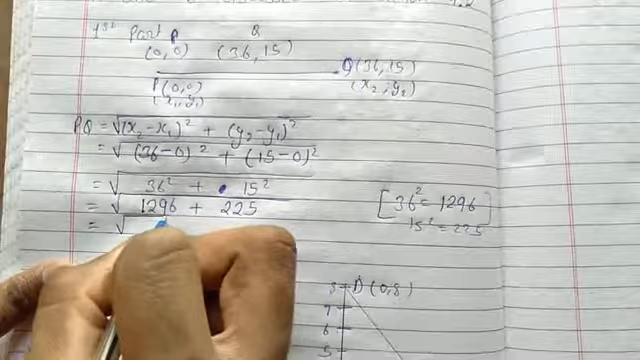 1st Part P Q
(0,0) (36,15)
P(0,0) Q(36,15)
(x₁,y₁) (x₂,y₂)
PQ = √(x₂-x₁)² + (y₂-y₁)²
= √(36-0)² + (15-0)²
= √36² + 15²
= √1296 + 225 [36² = 1296]
= √ 15² = 225
8 D(0,8)
7
6
5